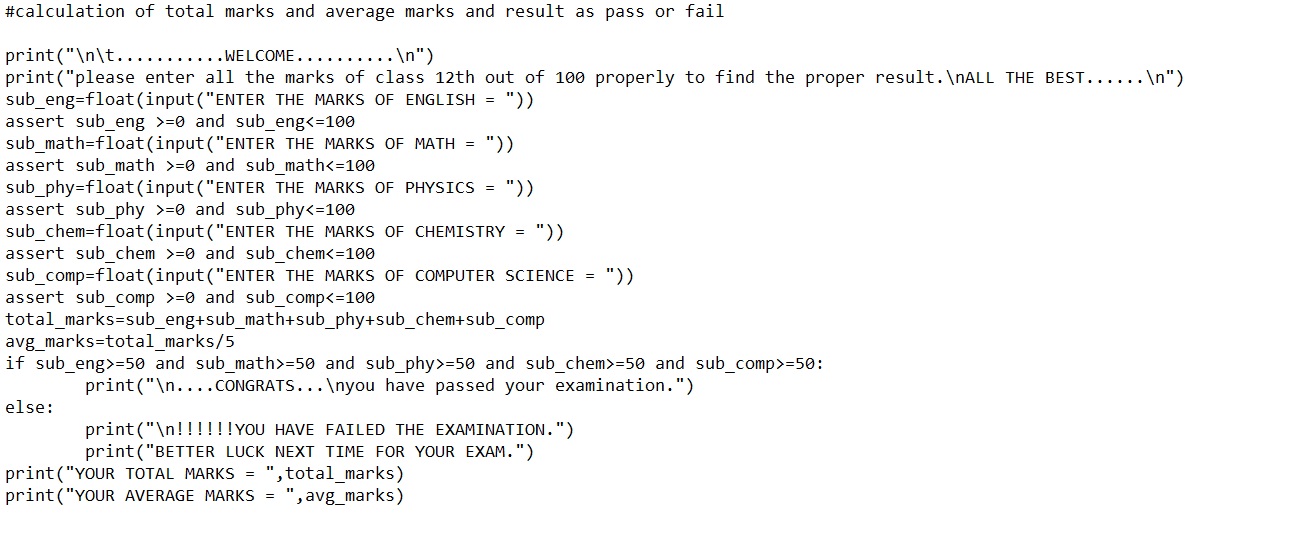 #calculation of total marks and average marks and result as pass or fail
print("\n\t...........WELCOME..........\n")
print("please enter all the marks of class 12th out of 100 properly to find the proper result.\nALL THE BEST......\n")
sub_eng=float(input("ENTER THE MARKS OF ENGLISH = "))
assert sub_eng >=0 and sub_eng<=100
sub_math=float(input("ENTER THE MARKS OF MATH = "))
assert sub_math >=0 and sub_math<=100
sub_phy=float(input("ENTER THE MARKS OF PHYSICS = "))
assert sub_phy >=0 and sub_phy<=100
sub_chem=float(input("ENTER THE MARKS OF CHEMISTRY = "))
assert sub_chem >=0 and sub_chem<=100
sub_comp=float(input("ENTER THE MARKS OF COMPUTER SCIENCE = "))
assert sub_comp >=0 and sub_comp<=100
total_marks=sub_eng+sub_math+sub_phy+sub_chem+sub_comp
avg_marks=total_marks/5
if sub_eng>=50 and sub_math>=50 and sub_phy>=50 and sub_chem>=50 and sub_comp>=50:
        print("\n....CONGRATS...\nyou have passed your examination.")
else:
        print("\n!!!!!!YOU HAVE FAILED THE EXAMINATION.")
        print("BETTER LUCK NEXT TIME FOR YOUR EXAM.")
print("YOUR TOTAL MARKS = ",total_marks)
print("YOUR AVERAGE MARKS = ",avg_marks)